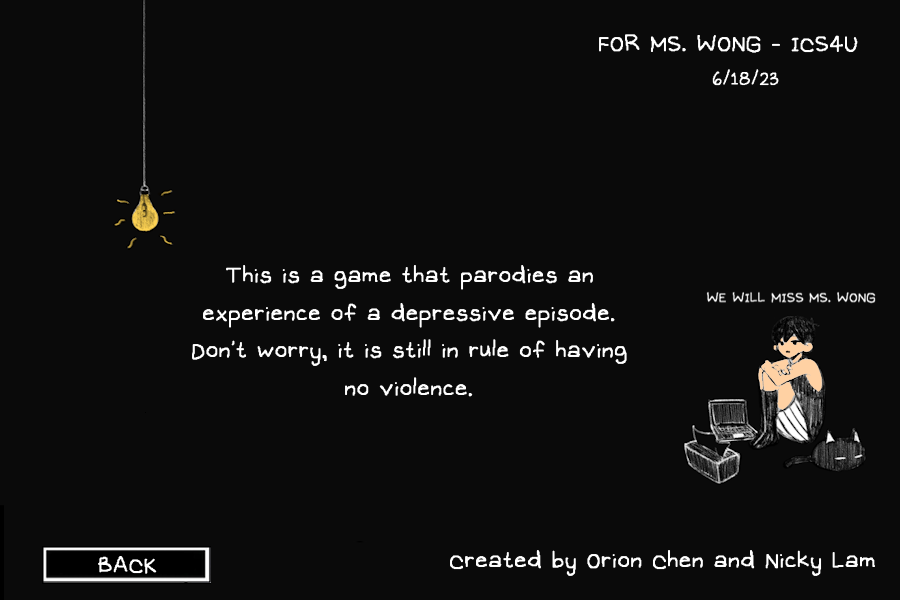 FOR MS. WONG - ICS4U
6/18/23
This is a game that parodies an
experience of a depressive episode.
Don't worry, it is still in rule of having
no violence.
WE WILL MISS MS. WONG
BACK
Created by Orion Chen and Nicky Lam